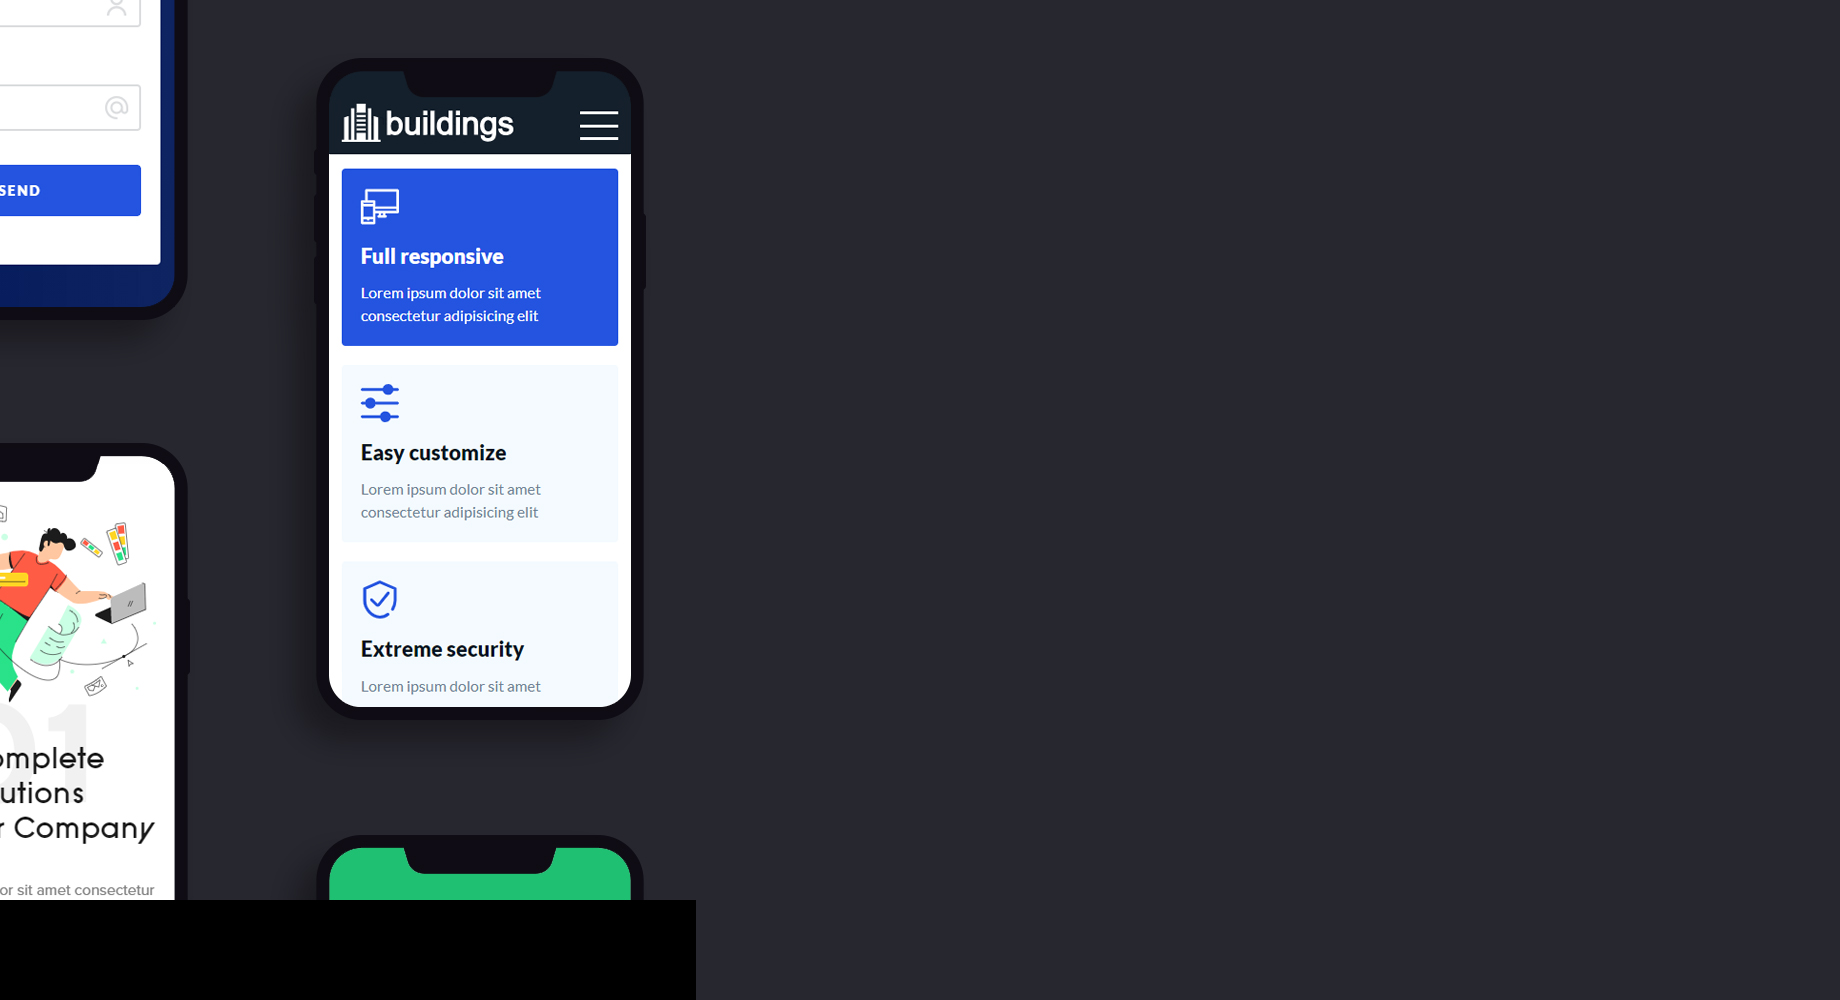 SEND
buildings
Full responsive
Lorem ipsum dolor sit amet
consectetur adipisicing elit
Easy customize
Lorem ipsum dolor sit amet
consectetur adipisicing elit
Extreme security
Lorem ipsum dolor sit amet
01
omplete
utions
r Company
or sit amet consectetur